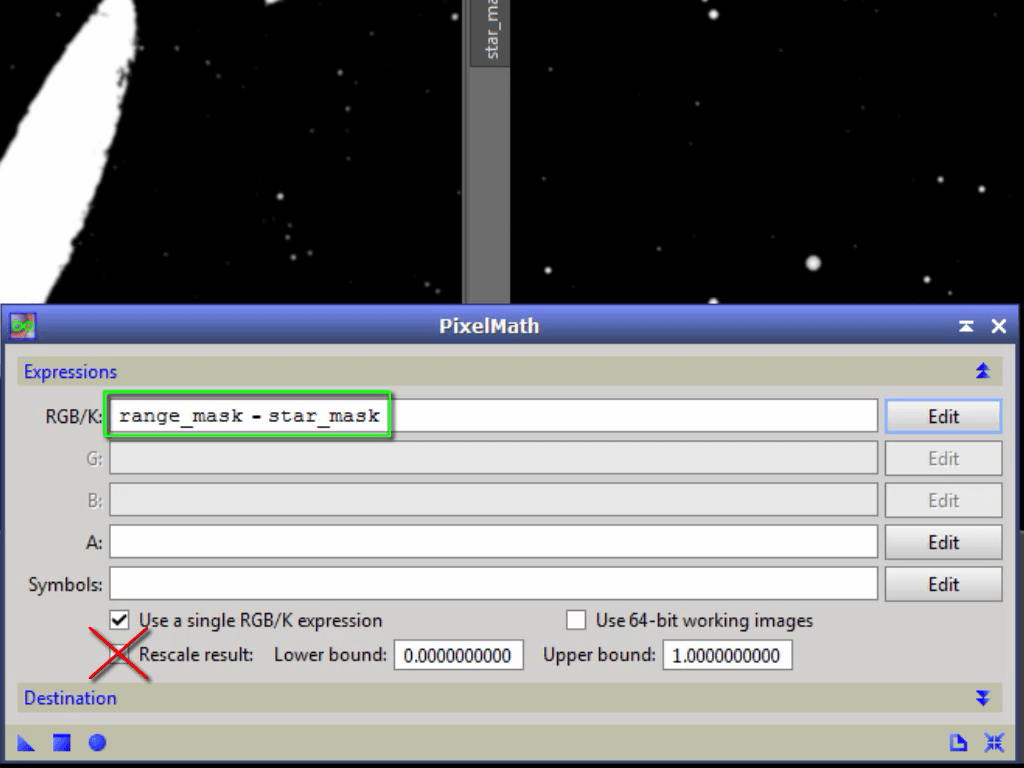 star_ma
PixelMath
Expressions
RGB/K: range_mask - star_mask Edit
G: Edit
B: Edit
A: Edit
Symbols: Edit
Use a single RGB/K expression Use 64-bit working images
Rescale result: Lower bound: 0.0000000000 Upper bound: 1.0000000000
Destination